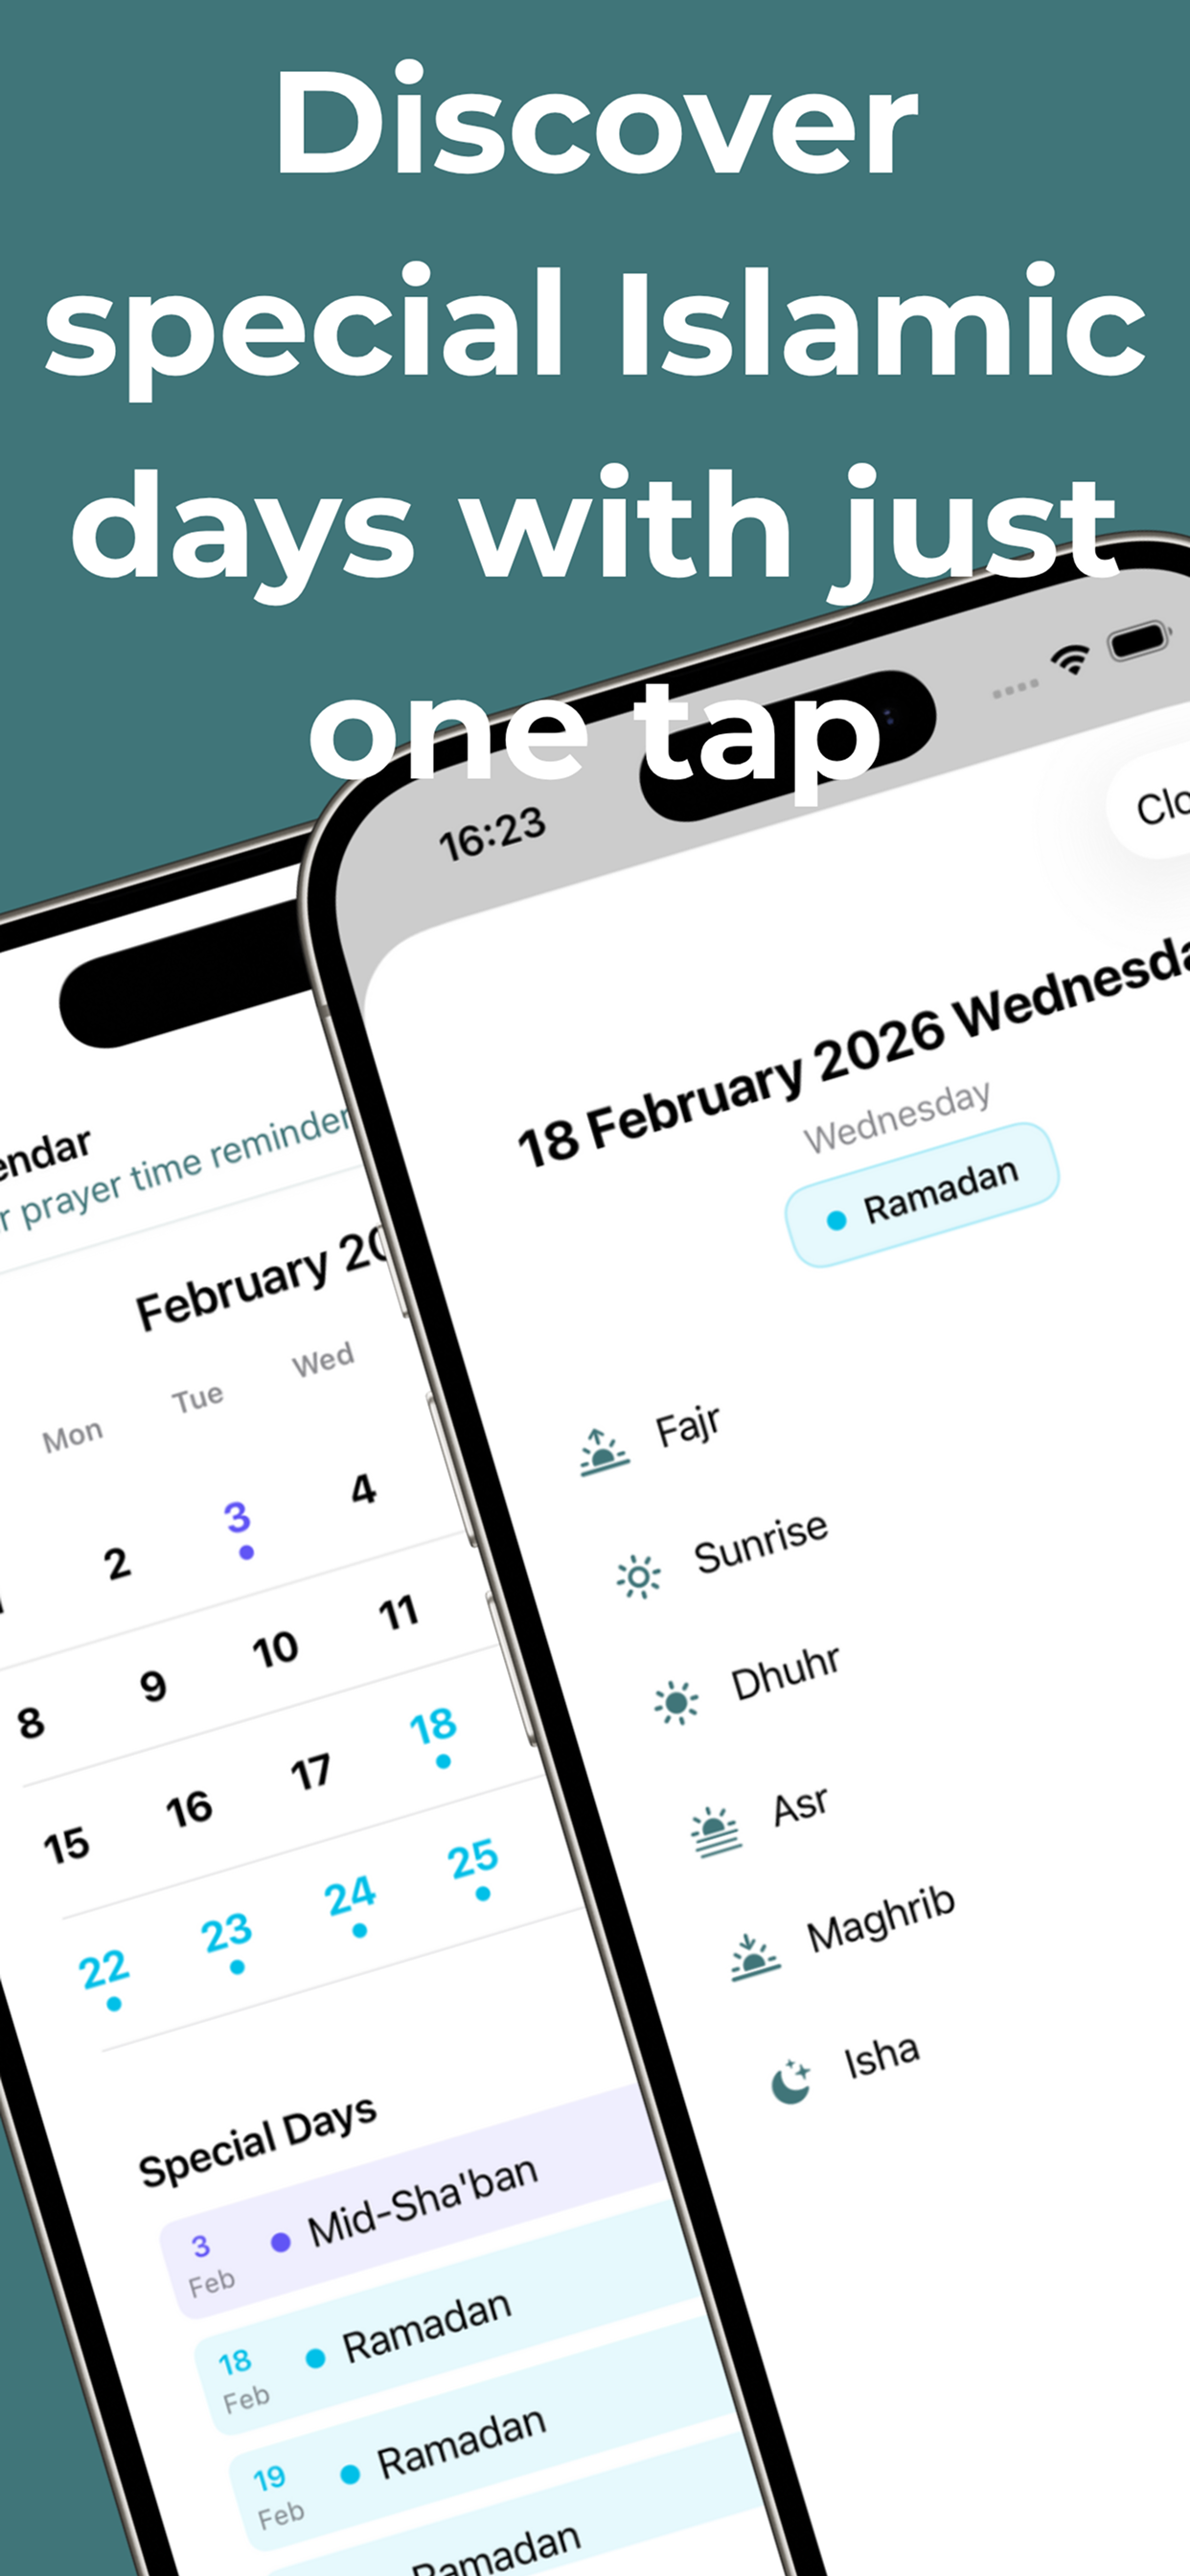 Discover
special Islamic
days with just
one tap
16:23
18 February 2026
Wednesday
Ramadan
Fajr
Sunrise
Dhuhr
Asr
Maghrib
Isha
prayer time reminder
February
Mon Tue Wed
2 3 4
8 9 10 11
15 16 17 18
22 23 24 25
Special Days
3 Feb Mid-Sha'ban
18 Feb Ramadan
19 Feb Ramadan
Ramadan